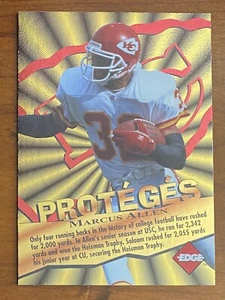 32
PROTÉGÉS
MARCUS ALLEN
Only four running backs in the history of college football have rushed
for 2,000 yards. In Allen's senior season at USC, he ran for 2,342
yards and won the Heisman Trophy. Salaam rushed for 2,055 yards
his junior year at CU, securing the Heisman Trophy.
EDGE